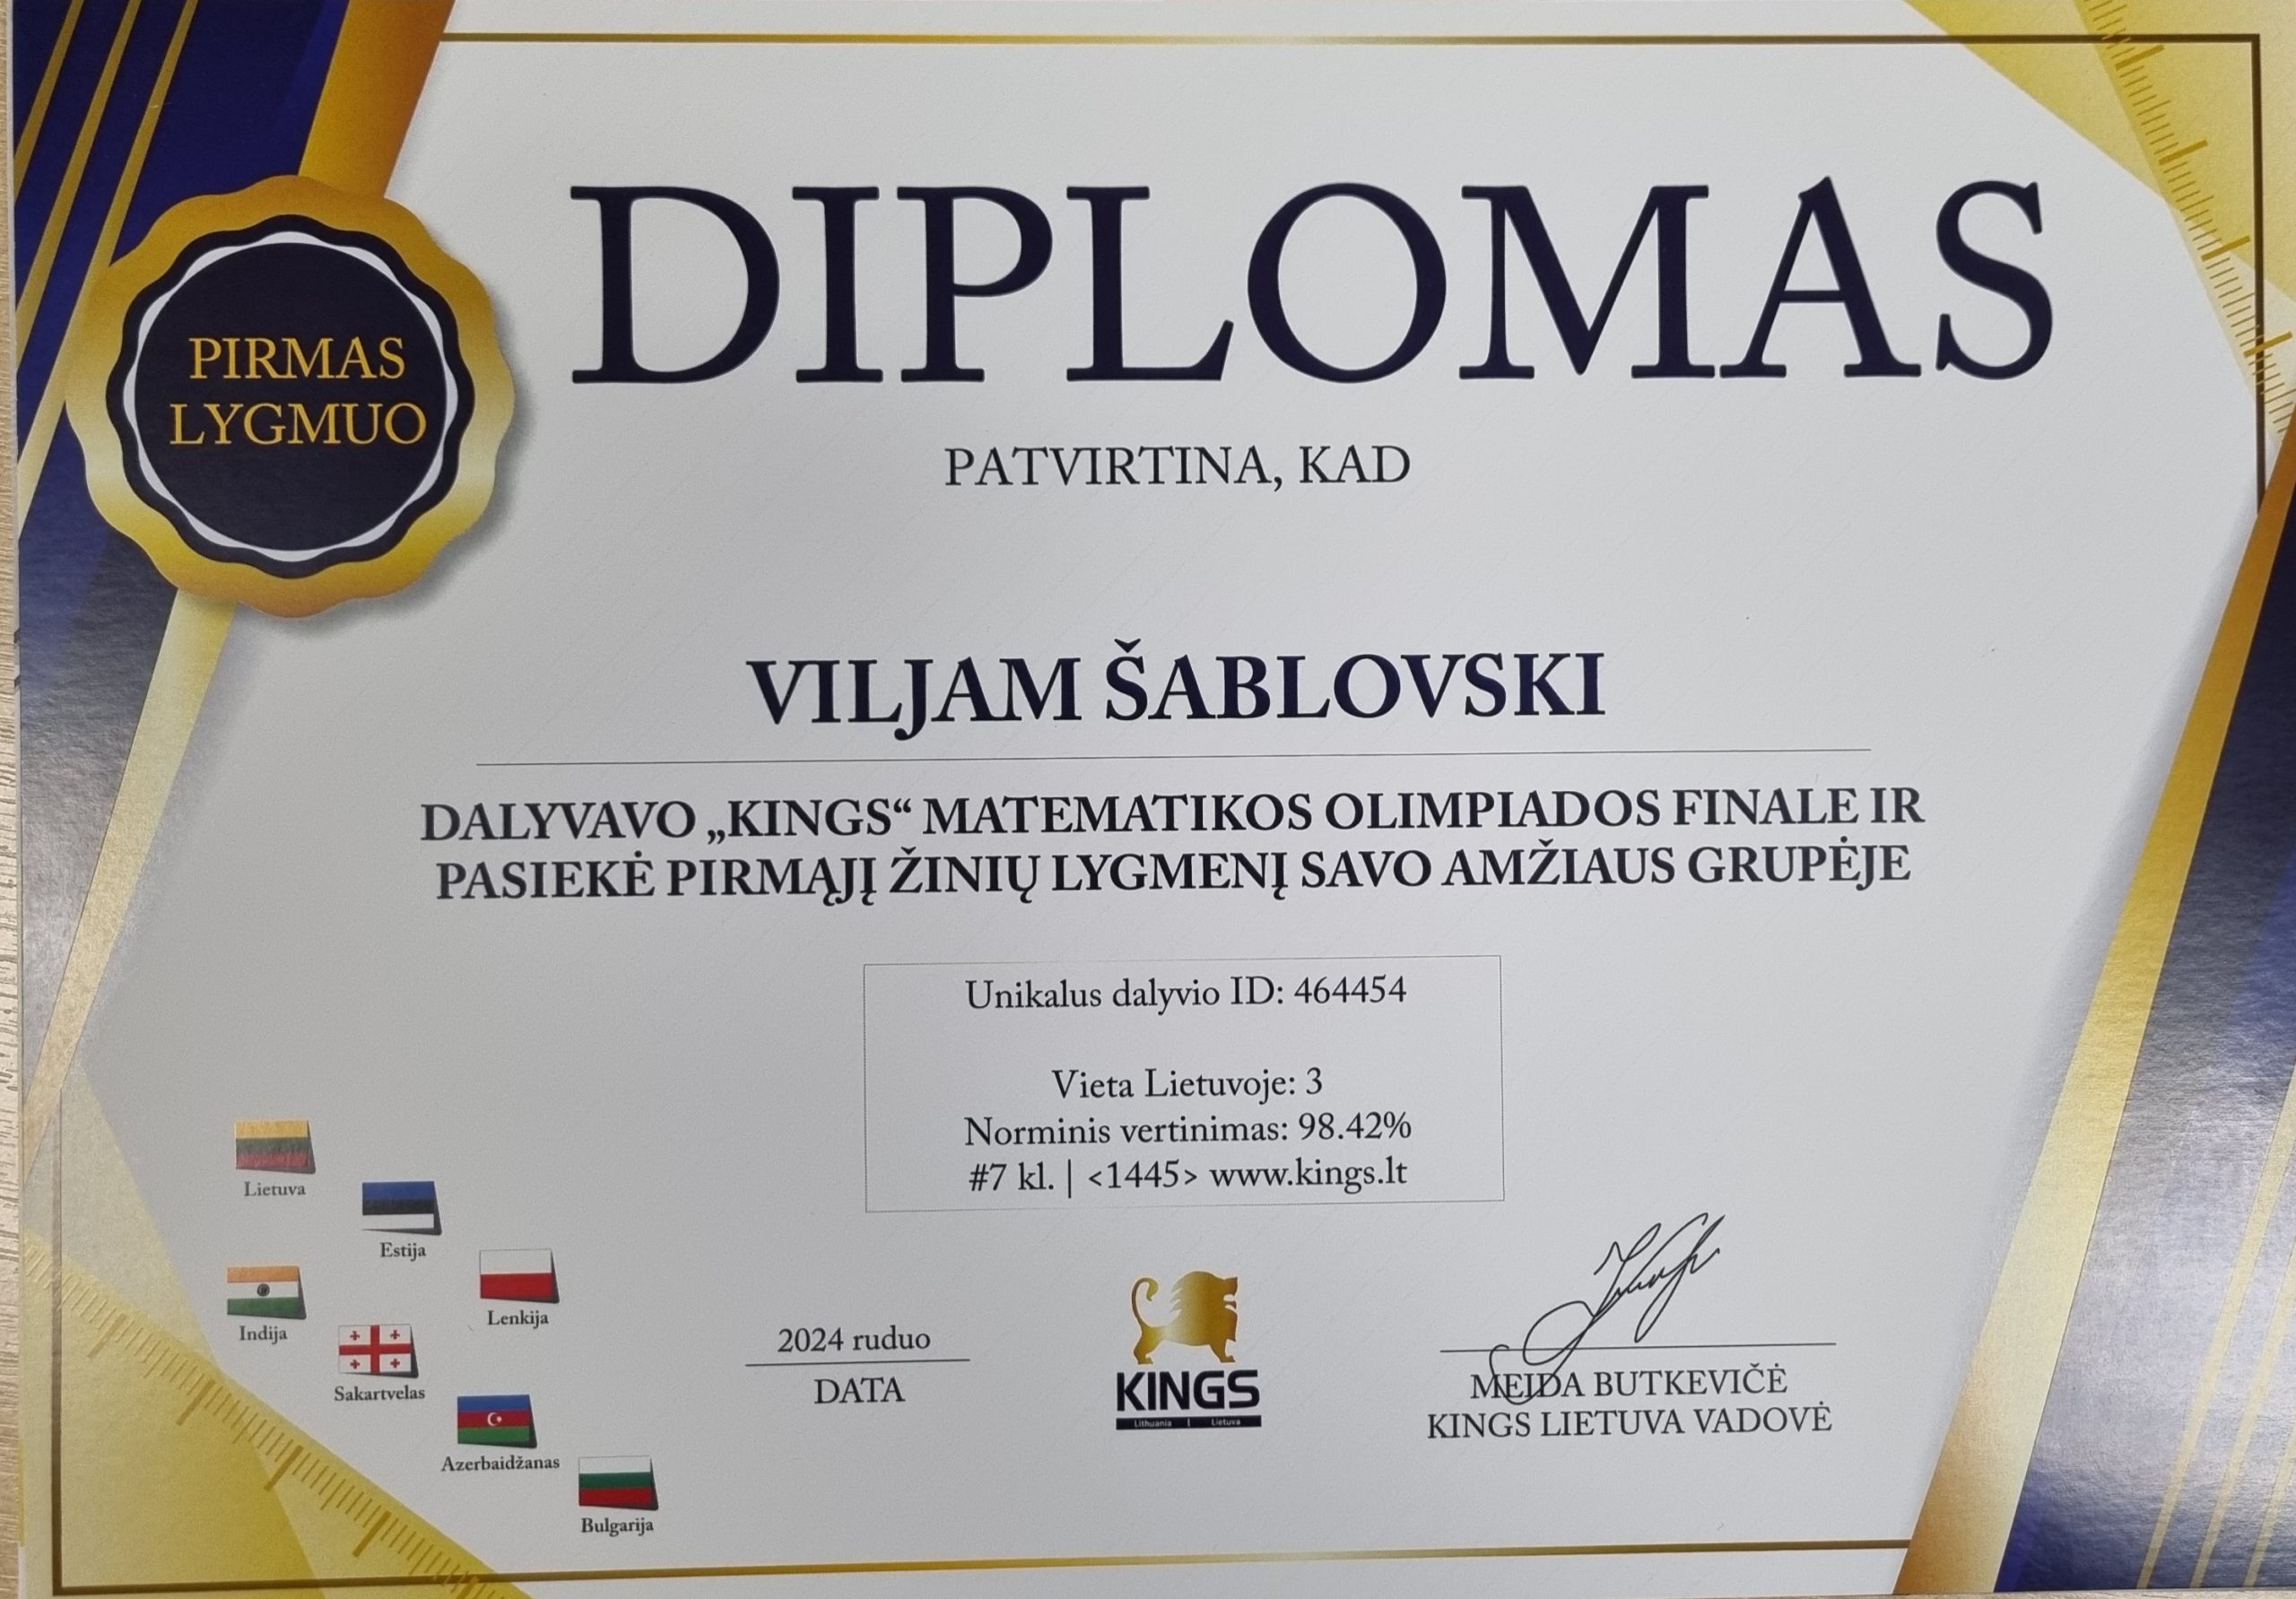 DIPLOMAS
PIRMAS
LYGMUO
PATVIRTINA, KAD
VILJAM ŠABLOVSKI
DALYVAVO „KINGS“ MATEMATIKOS OLIMPIADOS FINALE IR
PASIEKĖ PIRMĄJĮ ŽINIŲ LYGMENĮ SAVO AMŽIAUS GRUPĖJE
Unikalus dalyvio ID: 464454
Vieta Lietuvoje: 3
Norminis vertinimas: 98.42%
#7 kl. | <1445> www.kings.lt
Lietuva
Estija
Lenkija
Indija
Sakartvelas
Azerbaidžanas
Bulgarija
2024 ruduo
DATA
KINGS
Lithuania | Lietuva
MEIDA BUTKEVIČĖ
KINGS LIETUVA VADOVĖ